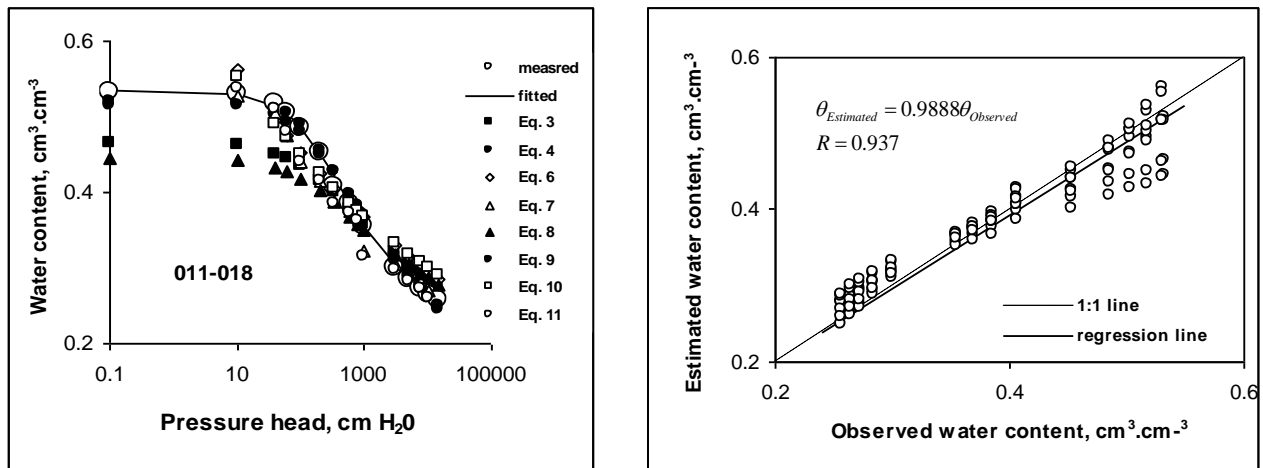 0.6
0.4
0.2
0.1
10
1000
100000
Water content, cm³.cm-³
Pressure head, cm H₂0
011-018
measred
fitted
Eq. 3
Eq. 4
Eq. 6
Eq. 7
Eq. 8
Eq. 9
Eq. 10
Eq. 11
0.6
0.4
0.2
0.2
0.4
0.6
Estimated water content, cm³.cm-³
Observed water content, cm³.cm-³
θEstimated = 0.9888θObserved
R = 0.937
1:1 line
regression line